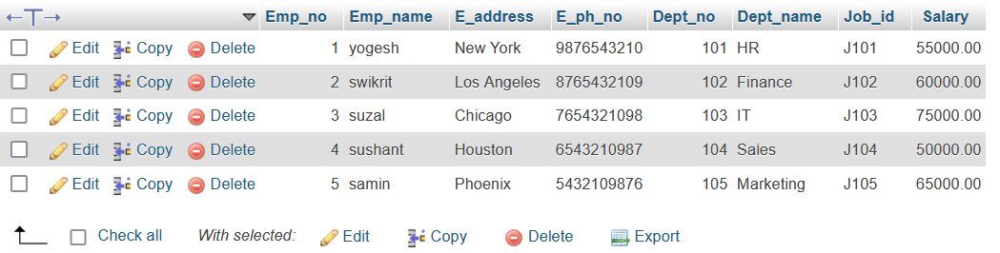 Emp_no Emp_name E_address E_ph_no Dept_no Dept_name Job_id Salary
Edit Copy Delete 1 yogesh New York 9876543210 101 HR J101 55000.00
Edit Copy Delete 2 swikrit Los Angeles 8765432109 102 Finance J102 60000.00
Edit Copy Delete 3 suzal Chicago 7654321098 103 IT J103 75000.00
Edit Copy Delete 4 sushant Houston 6543210987 104 Sales J104 50000.00
Edit Copy Delete 5 samin Phoenix 5432109876 105 Marketing J105 65000.00
Check all With selected: Edit Copy Delete Export